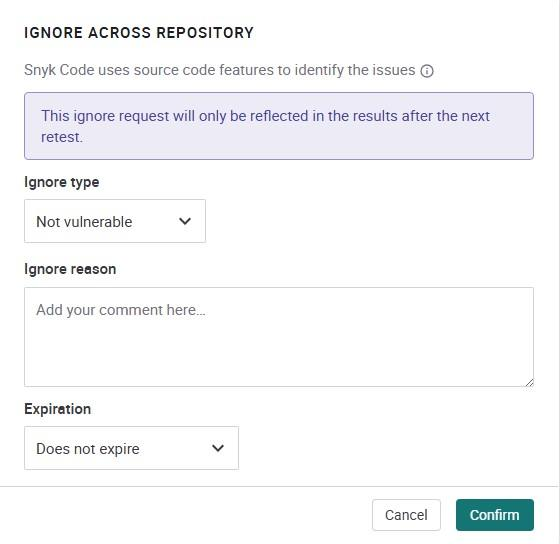 IGNORE ACROSS REPOSITORY
Snyk Code uses source code features to identify the issues
This ignore request will only be reflected in the results after the next
retest.
Ignore type
Not vulnerable
Ignore reason
Add your comment here...
Expiration
Does not expire
Cancel Confirm